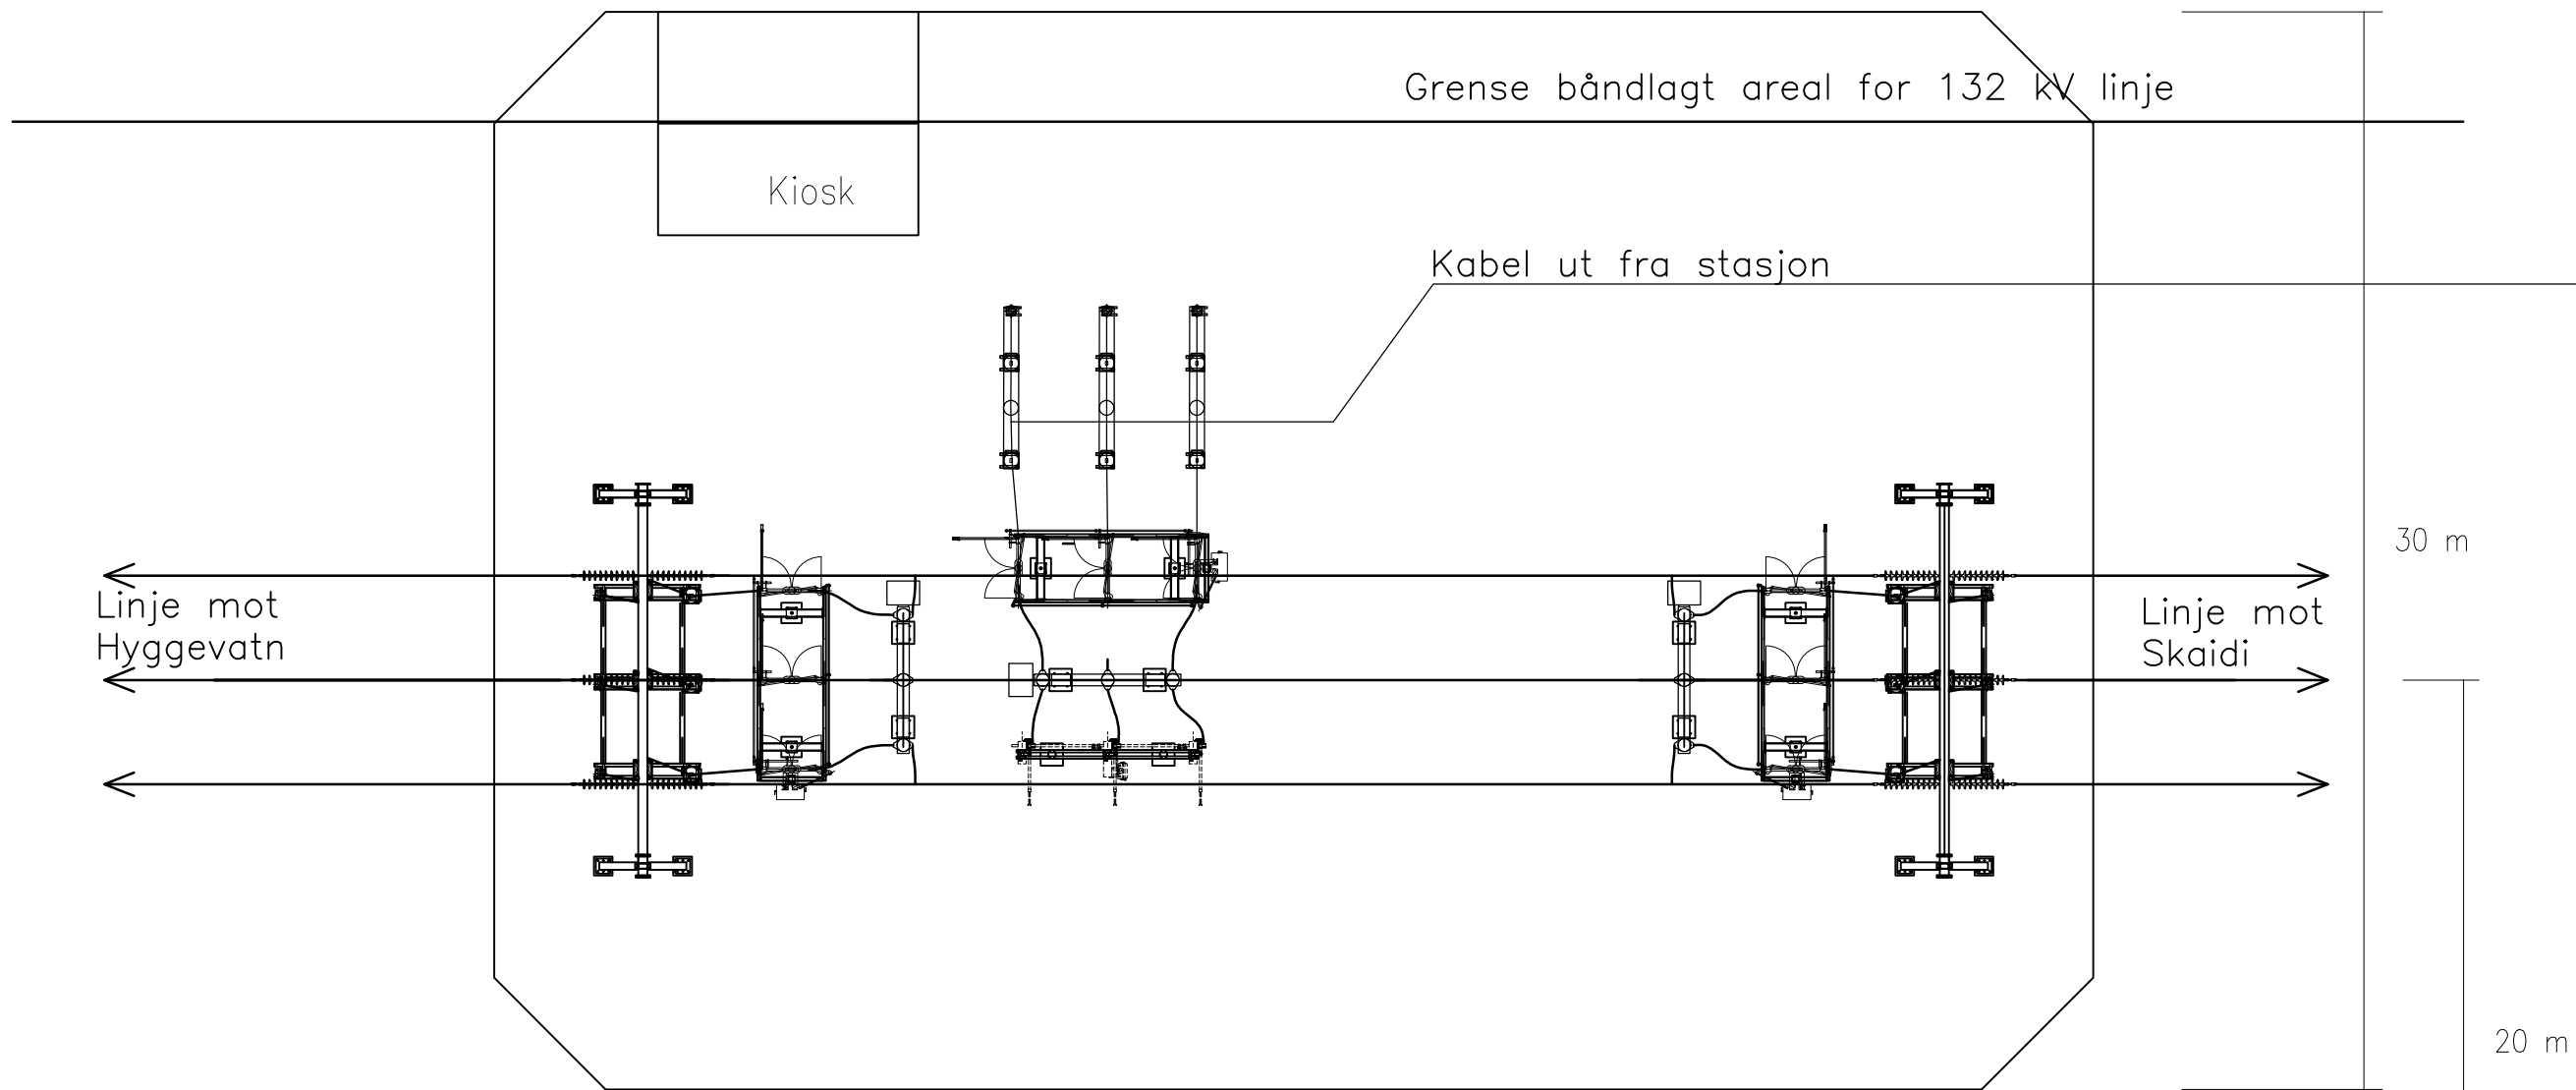 Grense båndlagt areal for 132 kV linje
Kiosk
Kabel ut fra stasjon
30 m
Linje mot
Hyggevatn
Linje mot
Skaidi
20 m